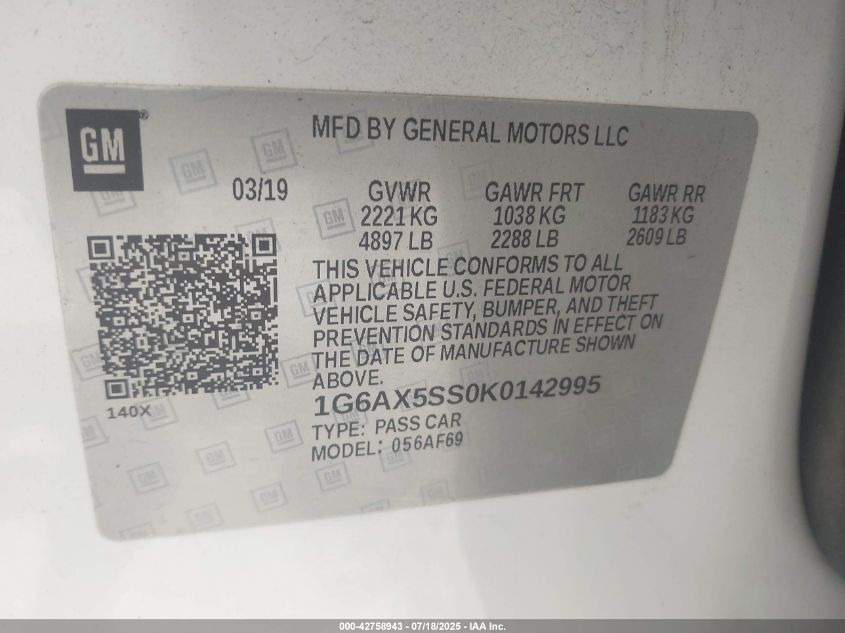 GM
MFD BY GENERAL MOTORS LLC
03/19 GVWR GAWR FRT GAWR RR
2221 KG 1038 KG 1183 KG
4897 LB 2288 LB 2609 LB
THIS VEHICLE CONFORMS TO ALL
APPLICABLE U.S. FEDERAL MOTOR
VEHICLE SAFETY, BUMPER, AND THEFT
PREVENTION STANDARDS IN EFFECT ON
THE DATE OF MANUFACTURE SHOWN
ABOVE.
140X
1G6AX5SS0K0142995
TYPE: PASS CAR
MODEL: 056AF69
000-42758943 - 07/18/2025 - IAA Inc.